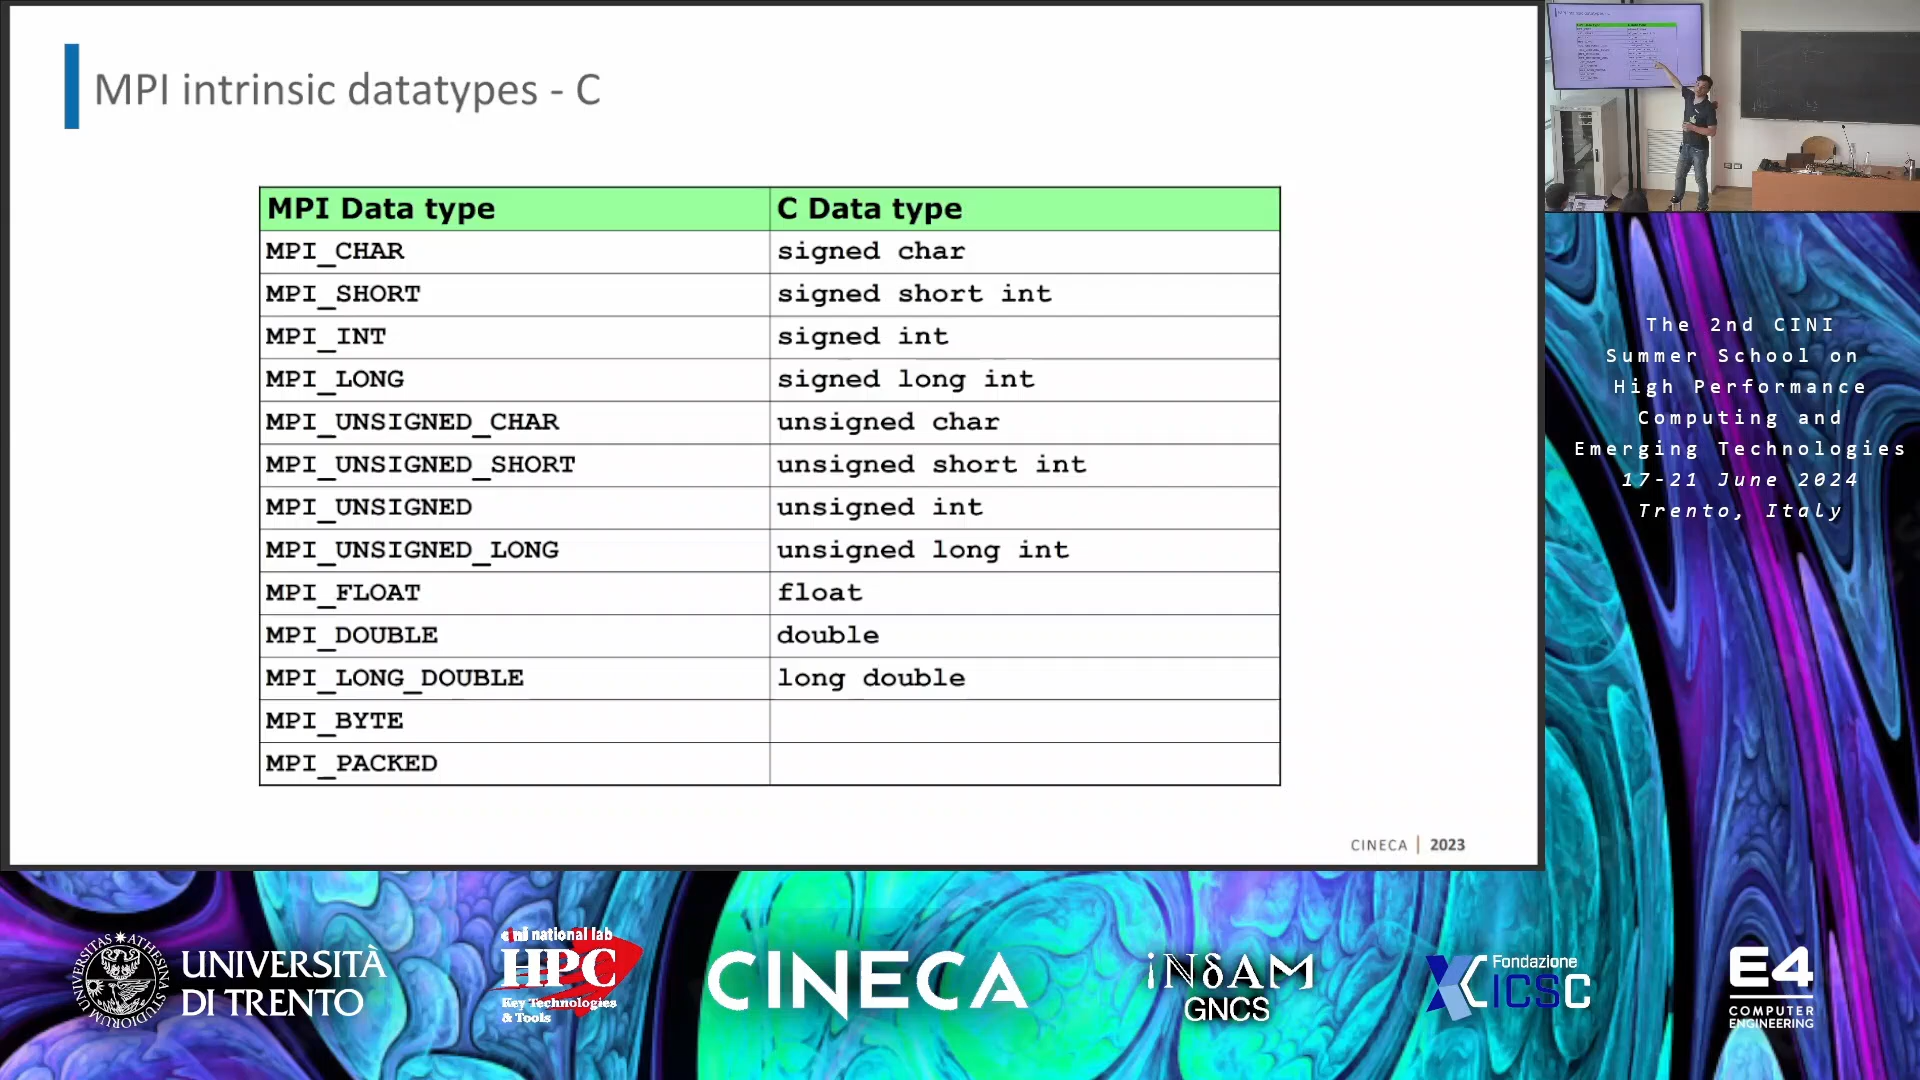 MPI intrinsic datatypes - C
MPI Data type C Data type
MPI_CHAR signed char
MPI_SHORT signed short int
MPI_INT signed int
MPI_LONG signed long int
MPI_UNSIGNED_CHAR unsigned char
MPI_UNSIGNED_SHORT unsigned short int
MPI_UNSIGNED unsigned int
MPI_UNSIGNED_LONG unsigned long int
MPI_FLOAT float
MPI_DOUBLE double
MPI_LONG_DOUBLE long double
MPI_BYTE
MPI_PACKED
CINECA | 2023
The 2nd CINI
Summer School on
High Performance
Computing and
Emerging Technologies
17-21 June 2024
Trento, Italy
UNIVERSITÀ
DI TRENTO
cini national lab
HPC
Key Technologies
& Tools
CINECA
iNδAM
GNCS
Fondazione
ICSC
E4
COMPUTER
ENGINEERING